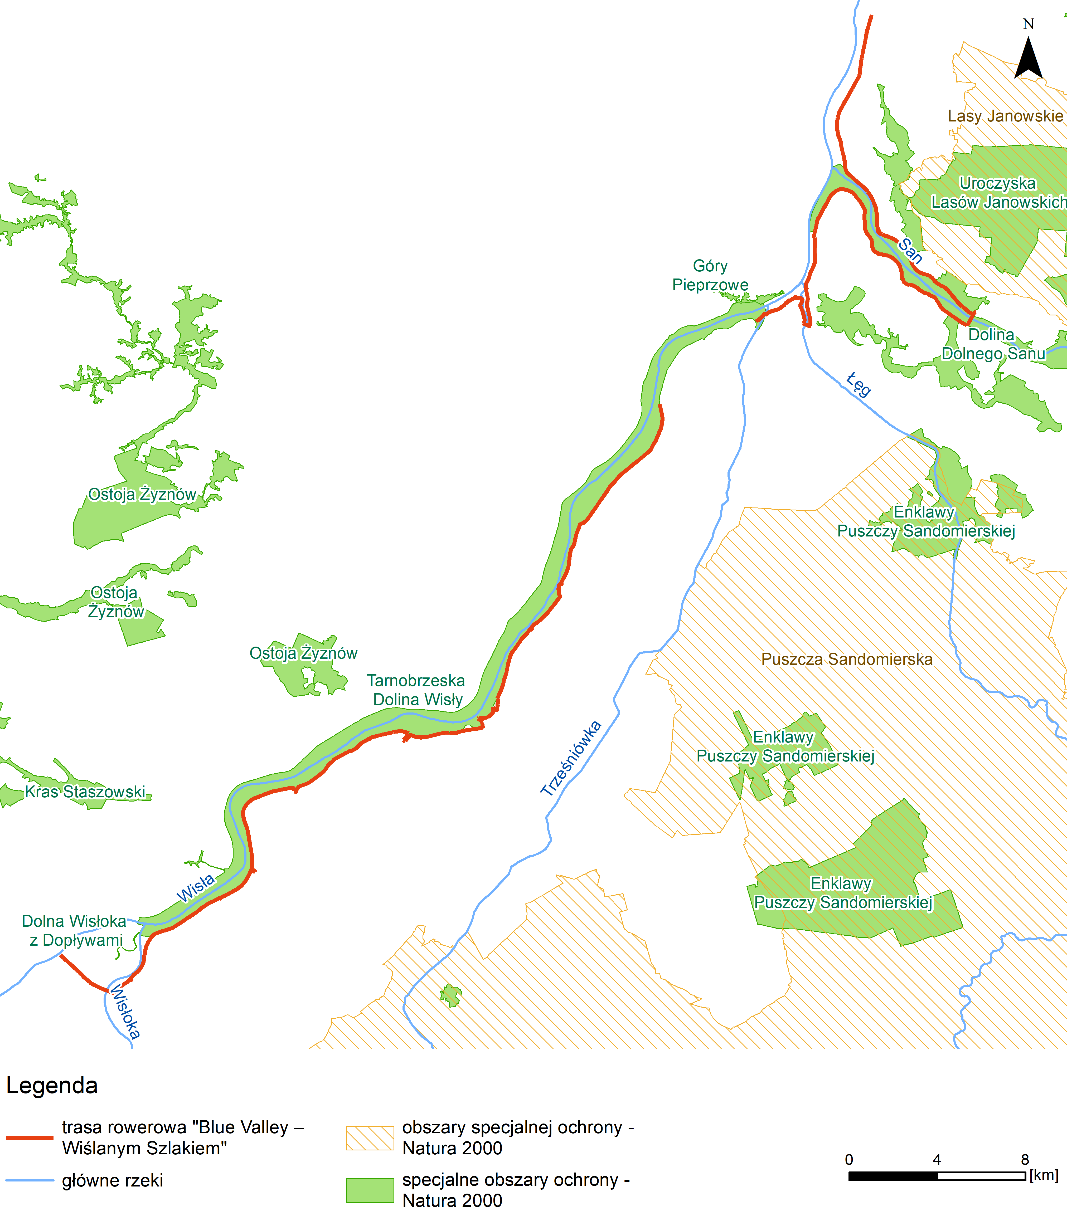 N
Lasy Janowskie
Uroczyska
Lasów Janowskich
San
Góry
Pieprzowe
Dolina
Dolnego Sanu
Łęg
Ostoja Żyznów
Enklawy
Puszczy Sandomierskiej
Ostoja
Żyznów
Ostoja Żyznów
Puszcza Sandomierska
Tarnobrzeska
Dolina Wisły
Trześniówka
Enklawy
Puszczy Sandomierskiej
Kras Staszowski
Wisła
Enklawy
Puszczy Sandomierskiej
Dolna Wisłoka
z Dopływami
Wisłoka
Legenda
trasa rowerowa "Blue Valley –
Wiślanym Szlakiem"
główne rzeki
obszary specjalnej ochrony -
Natura 2000
specjalne obszary ochrony -
Natura 2000
0 4 8
[km]